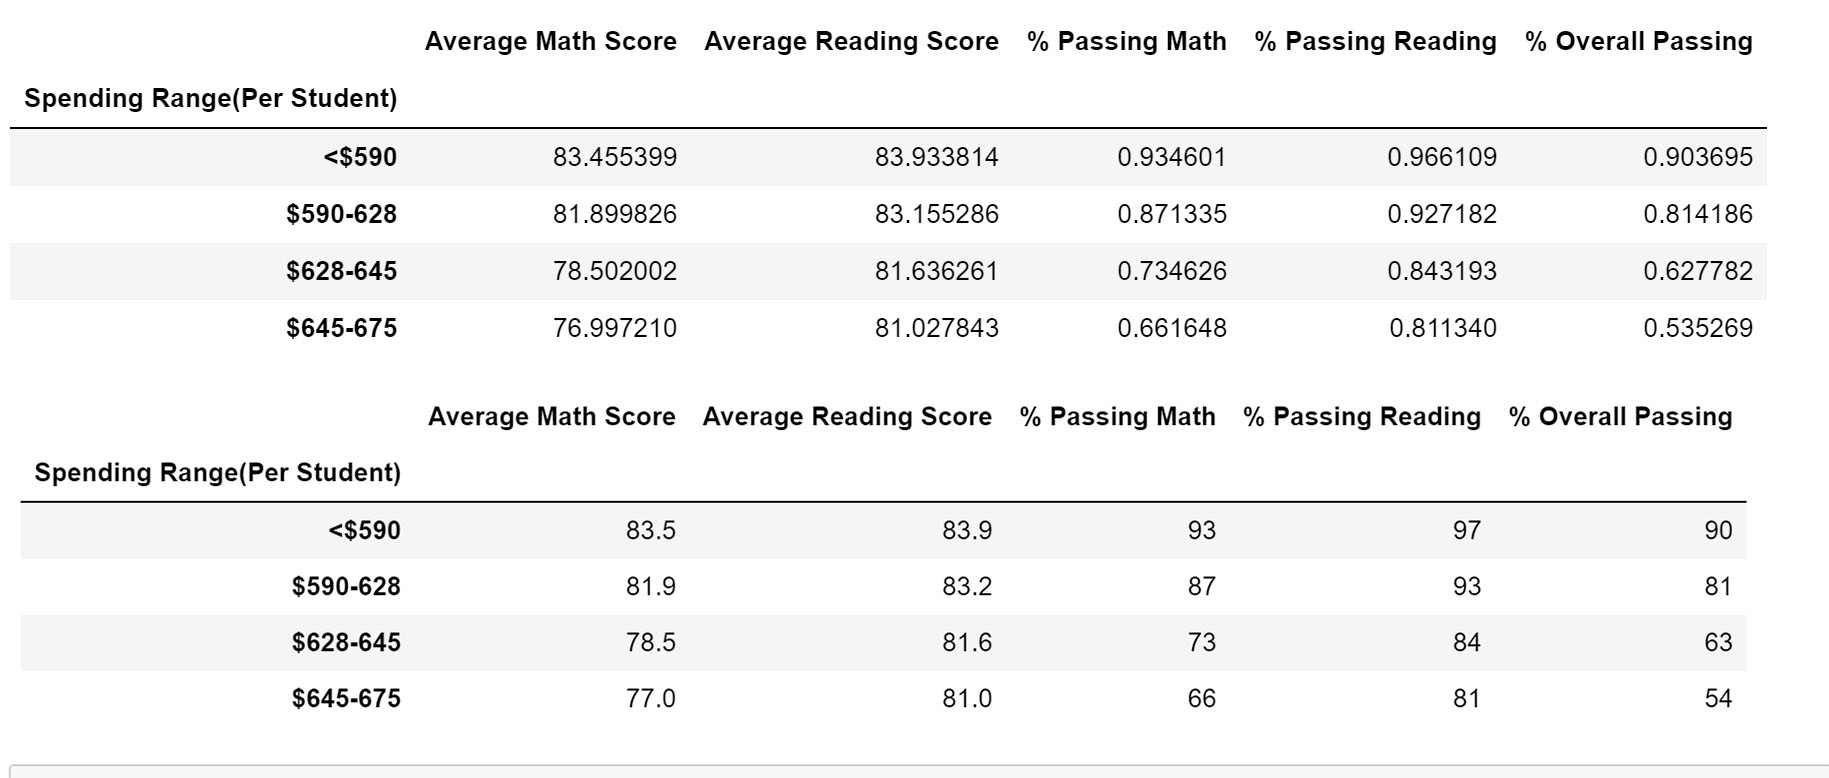 Average Math Score Average Reading Score % Passing Math % Passing Reading % Overall Passing
Spending Range(Per Student)
<$590 83.455399 83.933814 0.934601 0.966109 0.903695
$590-628 81.899826 83.155286 0.871335 0.927182 0.814186
$628-645 78.502002 81.636261 0.734626 0.843193 0.627782
$645-675 76.997210 81.027843 0.661648 0.811340 0.535269
Average Math Score Average Reading Score % Passing Math % Passing Reading % Overall Passing
Spending Range(Per Student)
<$590 83.5 83.9 93 97 90
$590-628 81.9 83.2 87 93 81
$628-645 78.5 81.6 73 84 63
$645-675 77.0 81.0 66 81 54